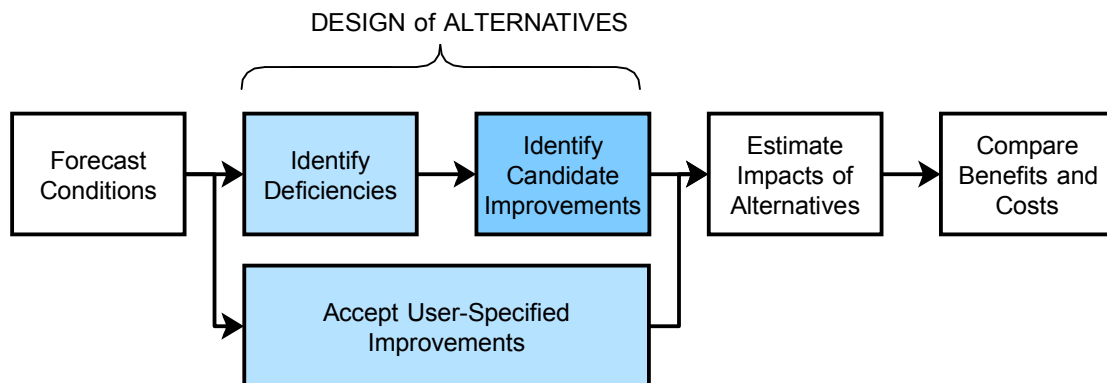 DESIGN of ALTERNATIVES
Forecast
Conditions
Identify
Deficiencies
Identify
Candidate
Improvements
Estimate
Impacts of
Alternatives
Compare
Benefits and
Costs
Accept User-Specified
Improvements